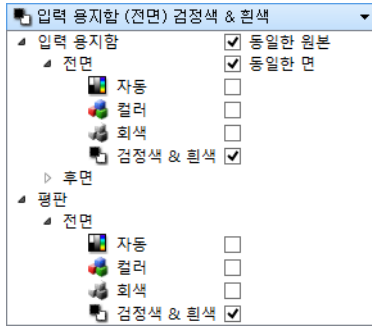 입력 용지함 (전면) 검정색 & 흰색
입력 용지함 동일한 원본
전면 동일한 면
자동
컬러
회색
검정색 & 흰색
후면
평판
전면
자동
컬러
회색
검정색 & 흰색